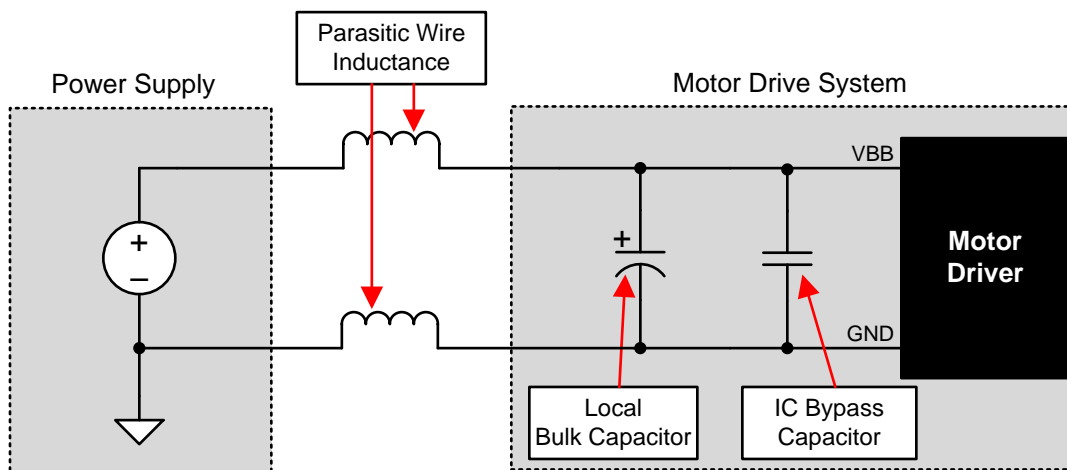 Parasitic Wire
Inductance
Power Supply
Motor Drive System
VBB
+
–
+
Motor
Driver
GND
Local
Bulk Capacitor
IC Bypass
Capacitor